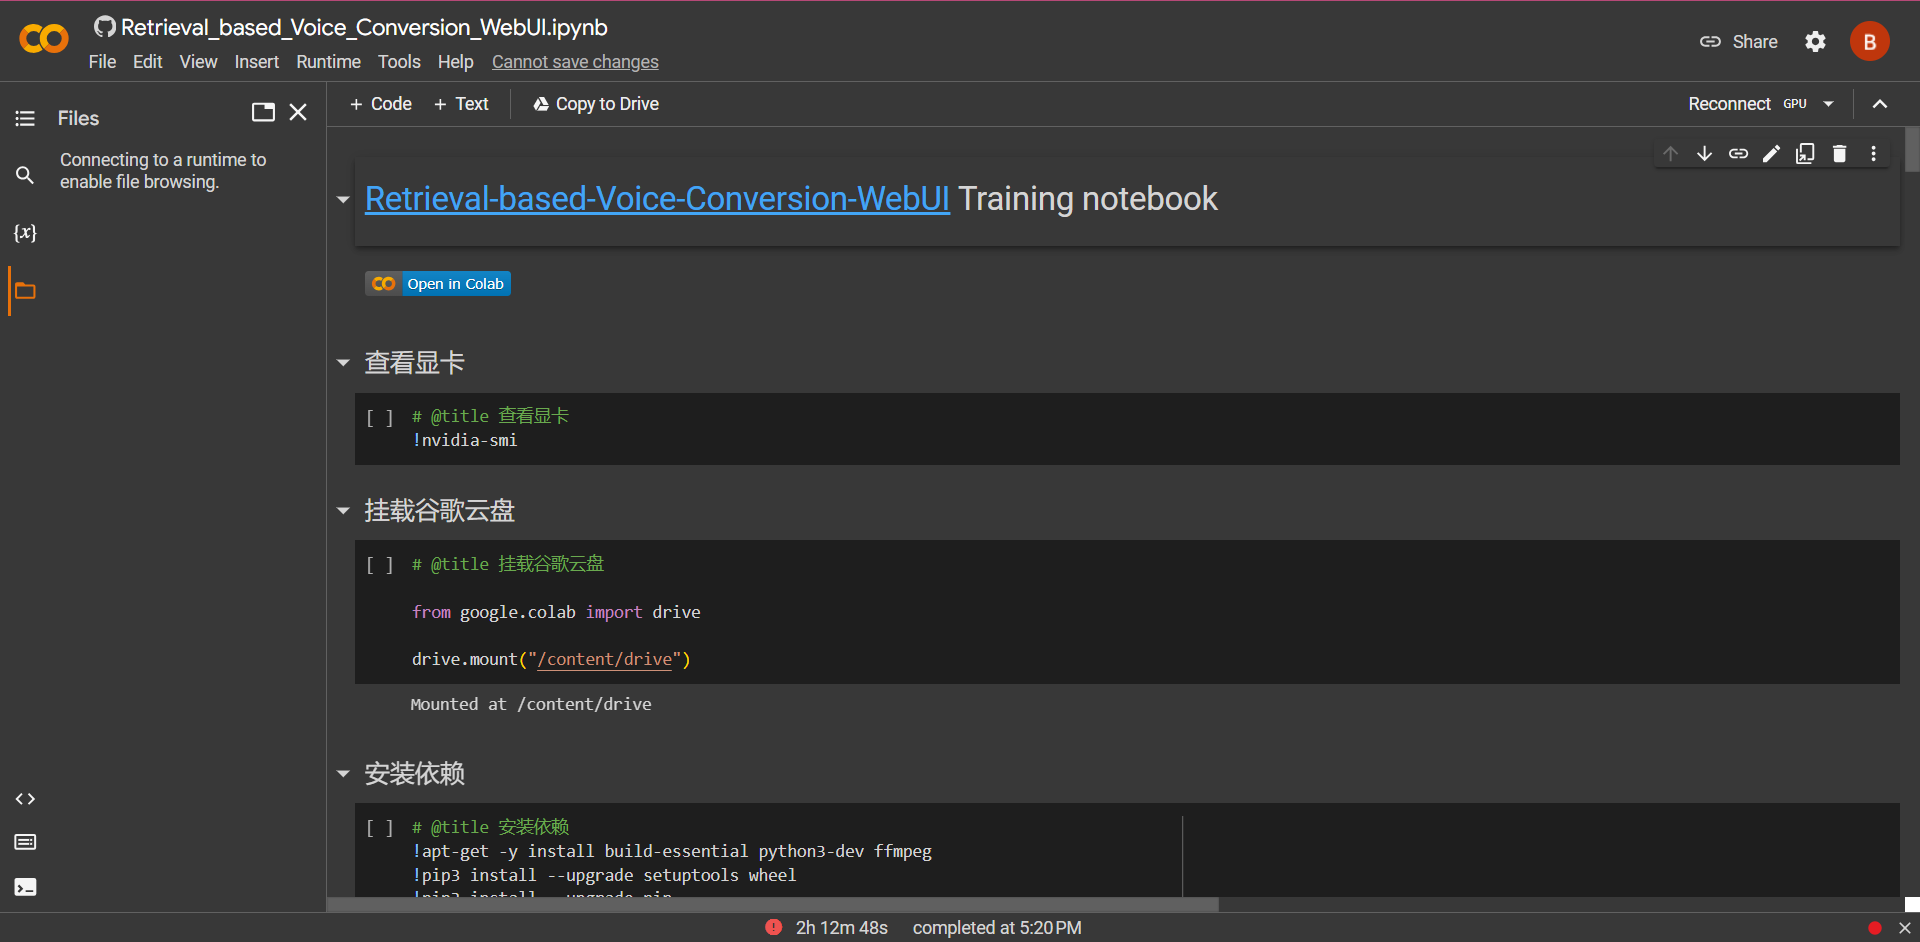 Retrieval_based_Voice_Conversion_WebUI.ipynb
File Edit View Insert Runtime Tools Help Cannot save changes
Share
B
Files
Connecting to a runtime to
enable file browsing.
{x}
+ Code + Text Copy to Drive
Reconnect GPU
Retrieval-based-Voice-Conversion-WebUI Training notebook
Open in Colab
查看显卡
[ ] # @title 查看显卡
!nvidia-smi
挂载谷歌云盘
[ ] # @title 挂载谷歌云盘
from google.colab import drive
drive.mount("/content/drive")
Mounted at /content/drive
安装依赖
[ ] # @title 安装依赖
!apt-get -y install build-essential python3-dev ffmpeg
!pip3 install --upgrade setuptools wheel
!pip3 install --upgrade pip
2h 12m 48s completed at 5:20 PM